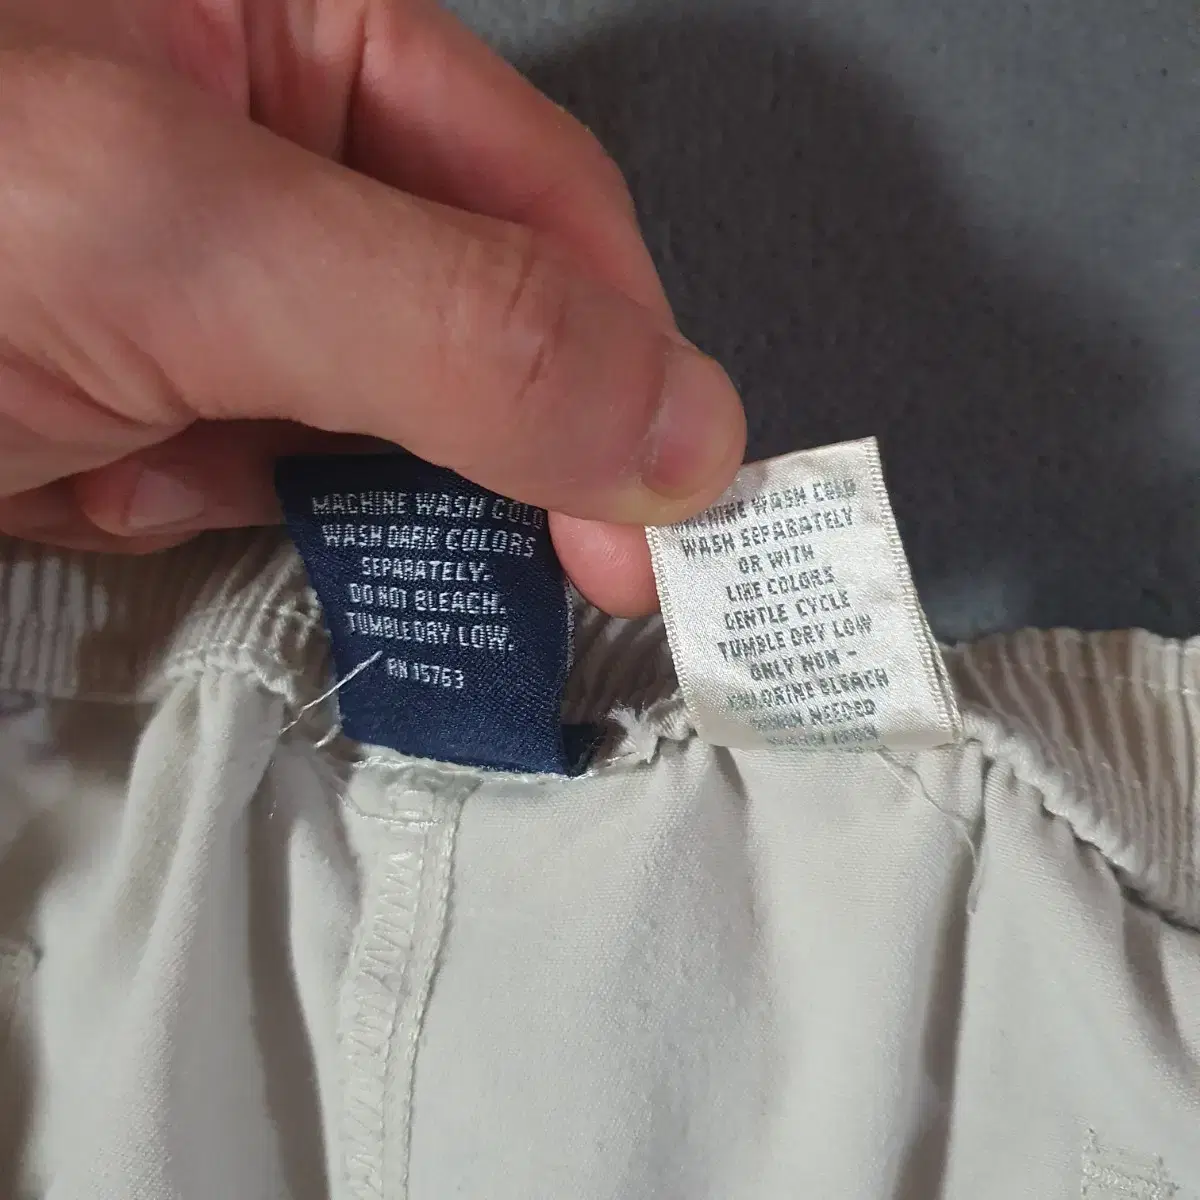 MACHINE WASH COLD
WASH DARK COLORS
SEPARATELY.
DO NOT BLEACH.
TUMBLE DRY LOW.
RN 15763
MACHINE WASH COLD
WASH SEPARATELY
OR WITH
LIKE COLORS
GENTLE CYCLE
TUMBLE DRY LOW
ONLY NON -
CHLORINE BLEACH
WHEN NEEDED